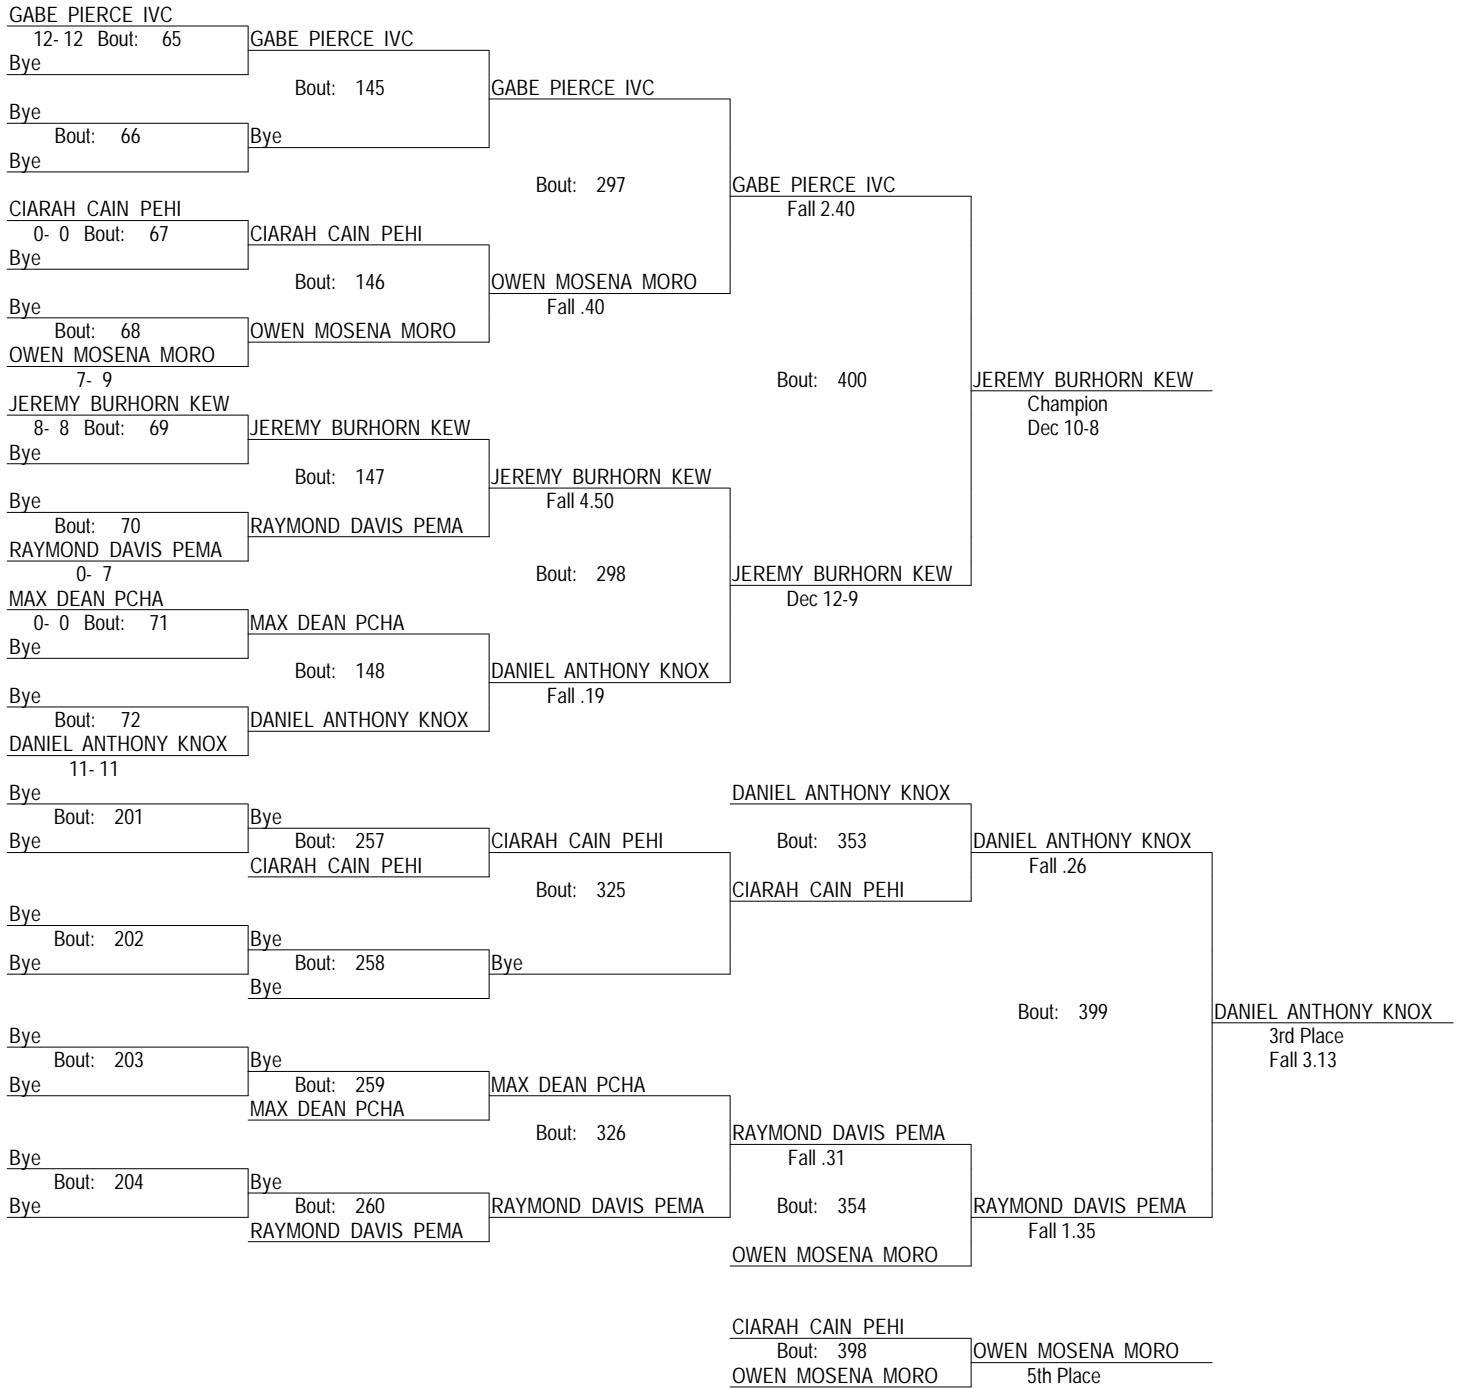 GABE PIERCE IVC
12- 12 Bout: 65 GABE PIERCE IVC
Bye
Bout: 145 GABE PIERCE IVC
Bye
Bout: 66 Bye
Bye
Bout: 297 GABE PIERCE IVC
Fall 2.40
CIARAH CAIN PEHI
0- 0 Bout: 67 CIARAH CAIN PEHI
Bye
Bout: 146 OWEN MOSENA MORO
Bye Fall .40
Bout: 68 OWEN MOSENA MORO
OWEN MOSENA MORO
7- 9 Bout: 400 JEREMY BURHORN KEW
JEREMY BURHORN KEW Champion
8- 8 Bout: 69 JEREMY BURHORN KEW Dec 10-8
Bye
Bout: 147 JEREMY BURHORN KEW
Bye Fall 4.50
Bout: 70 RAYMOND DAVIS PEMA
RAYMOND DAVIS PEMA
0- 7 Bout: 298 JEREMY BURHORN KEW
MAX DEAN PCHA Dec 12-9
0- 0 Bout: 71 MAX DEAN PCHA
Bye
Bout: 148 DANIEL ANTHONY KNOX
Bye Fall .19
Bout: 72 DANIEL ANTHONY KNOX
DANIEL ANTHONY KNOX
11- 11
Bye DANIEL ANTHONY KNOX
Bout: 201 Bye
Bye Bout: 257 CIARAH CAIN PEHI Bout: 353 DANIEL ANTHONY KNOX
CIARAH CAIN PEHI Fall .26
Bout: 325 CIARAH CAIN PEHI
Bye
Bout: 202 Bye
Bye Bout: 258 Bye
Bye
Bout: 399 DANIEL ANTHONY KNOX
Bye 3rd Place
Bout: 203 Bye Fall 3.13
Bye Bout: 259 MAX DEAN PCHA
MAX DEAN PCHA
Bout: 326 RAYMOND DAVIS PEMA
Bye Fall .31
Bout: 204 Bye
Bye Bout: 260 RAYMOND DAVIS PEMA Bout: 354 RAYMOND DAVIS PEMA
RAYMOND DAVIS PEMA Fall 1.35
OWEN MOSENA MORO
CIARAH CAIN PEHI
Bout: 398 OWEN MOSENA MORO
OWEN MOSENA MORO 5th Place